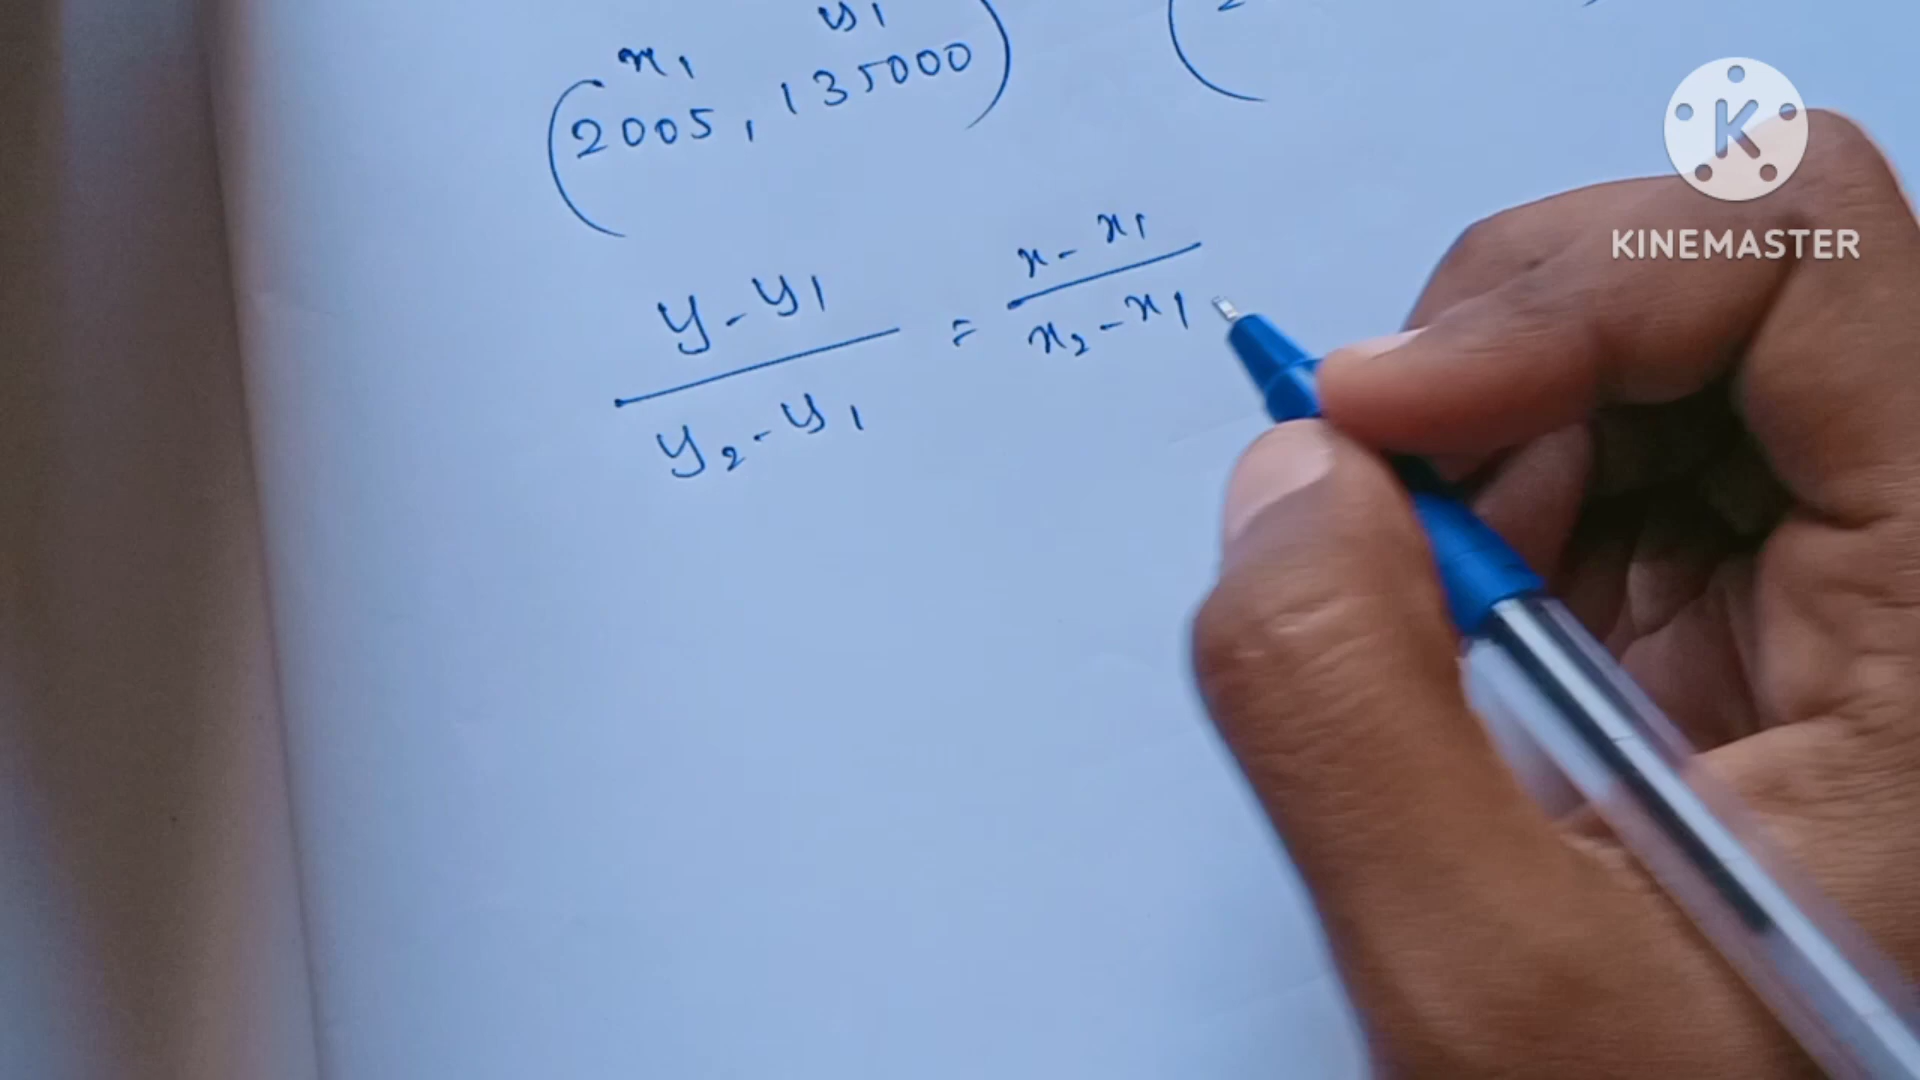 x₁ y₁
(2005, 135000) (
y - y₁ / y₂ - y₁ = x - x₁ / x₂ - x₁
K
KINEMASTER